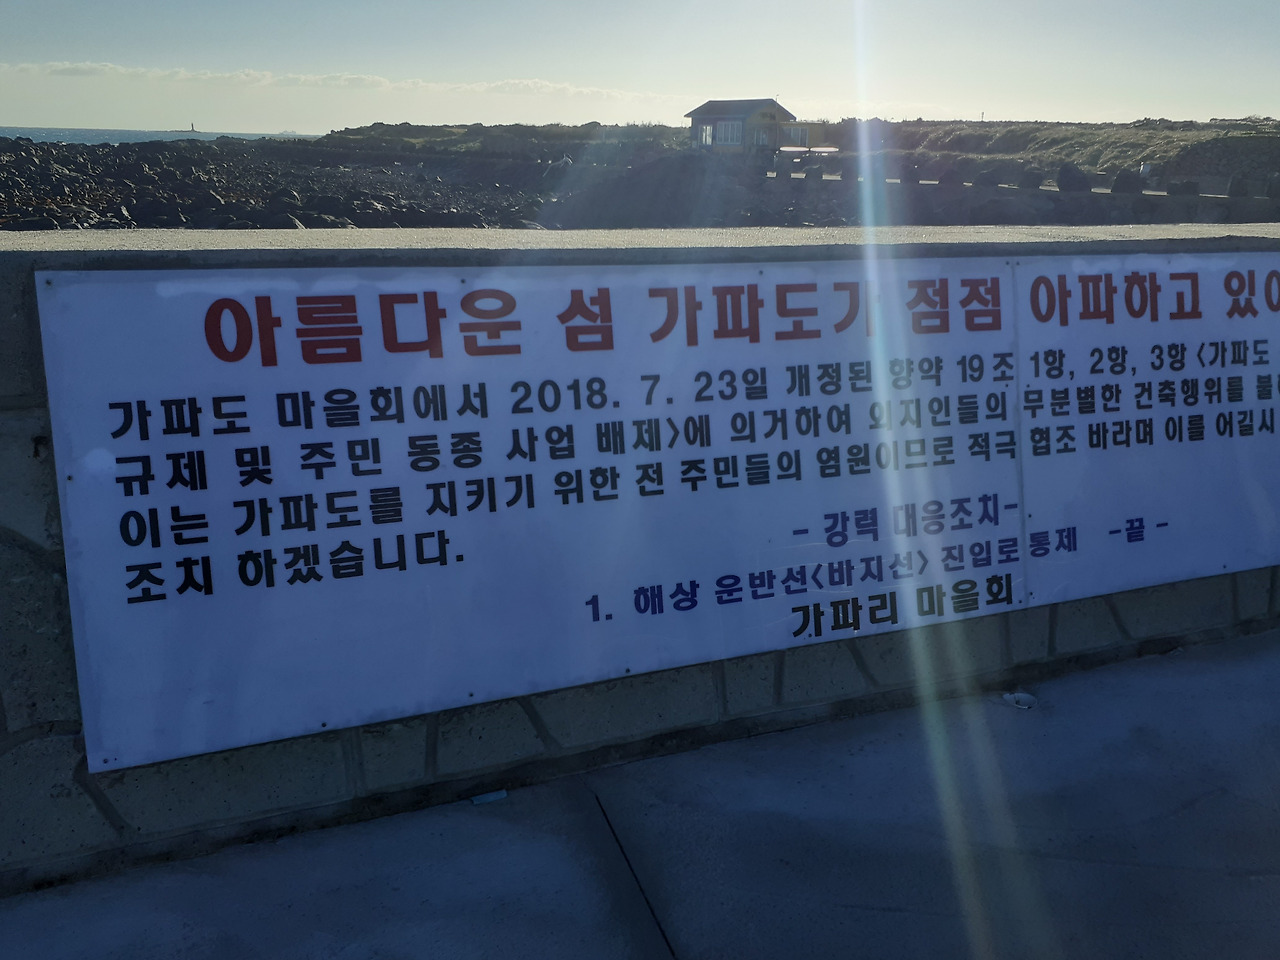 아름다운 섬 가파도가 점점 아파하고 있어
가파도 마을회에서 2018. 7. 23일 개정된 향약 19조 1항, 2항, 3항 <가파도
규제 및 주민 동종 사업 배제>에 의거하여 외지인들의 무분별한 건축행위를
이는 가파도를 지키기 위한 전 주민들의 염원이므로 적극 협조 바라며 이를 어길시
조치 하겠습니다.
- 강력 대응조치-
1. 해상 운반선<바지선> 진입로 통제 -끝-
가파리 마을회.